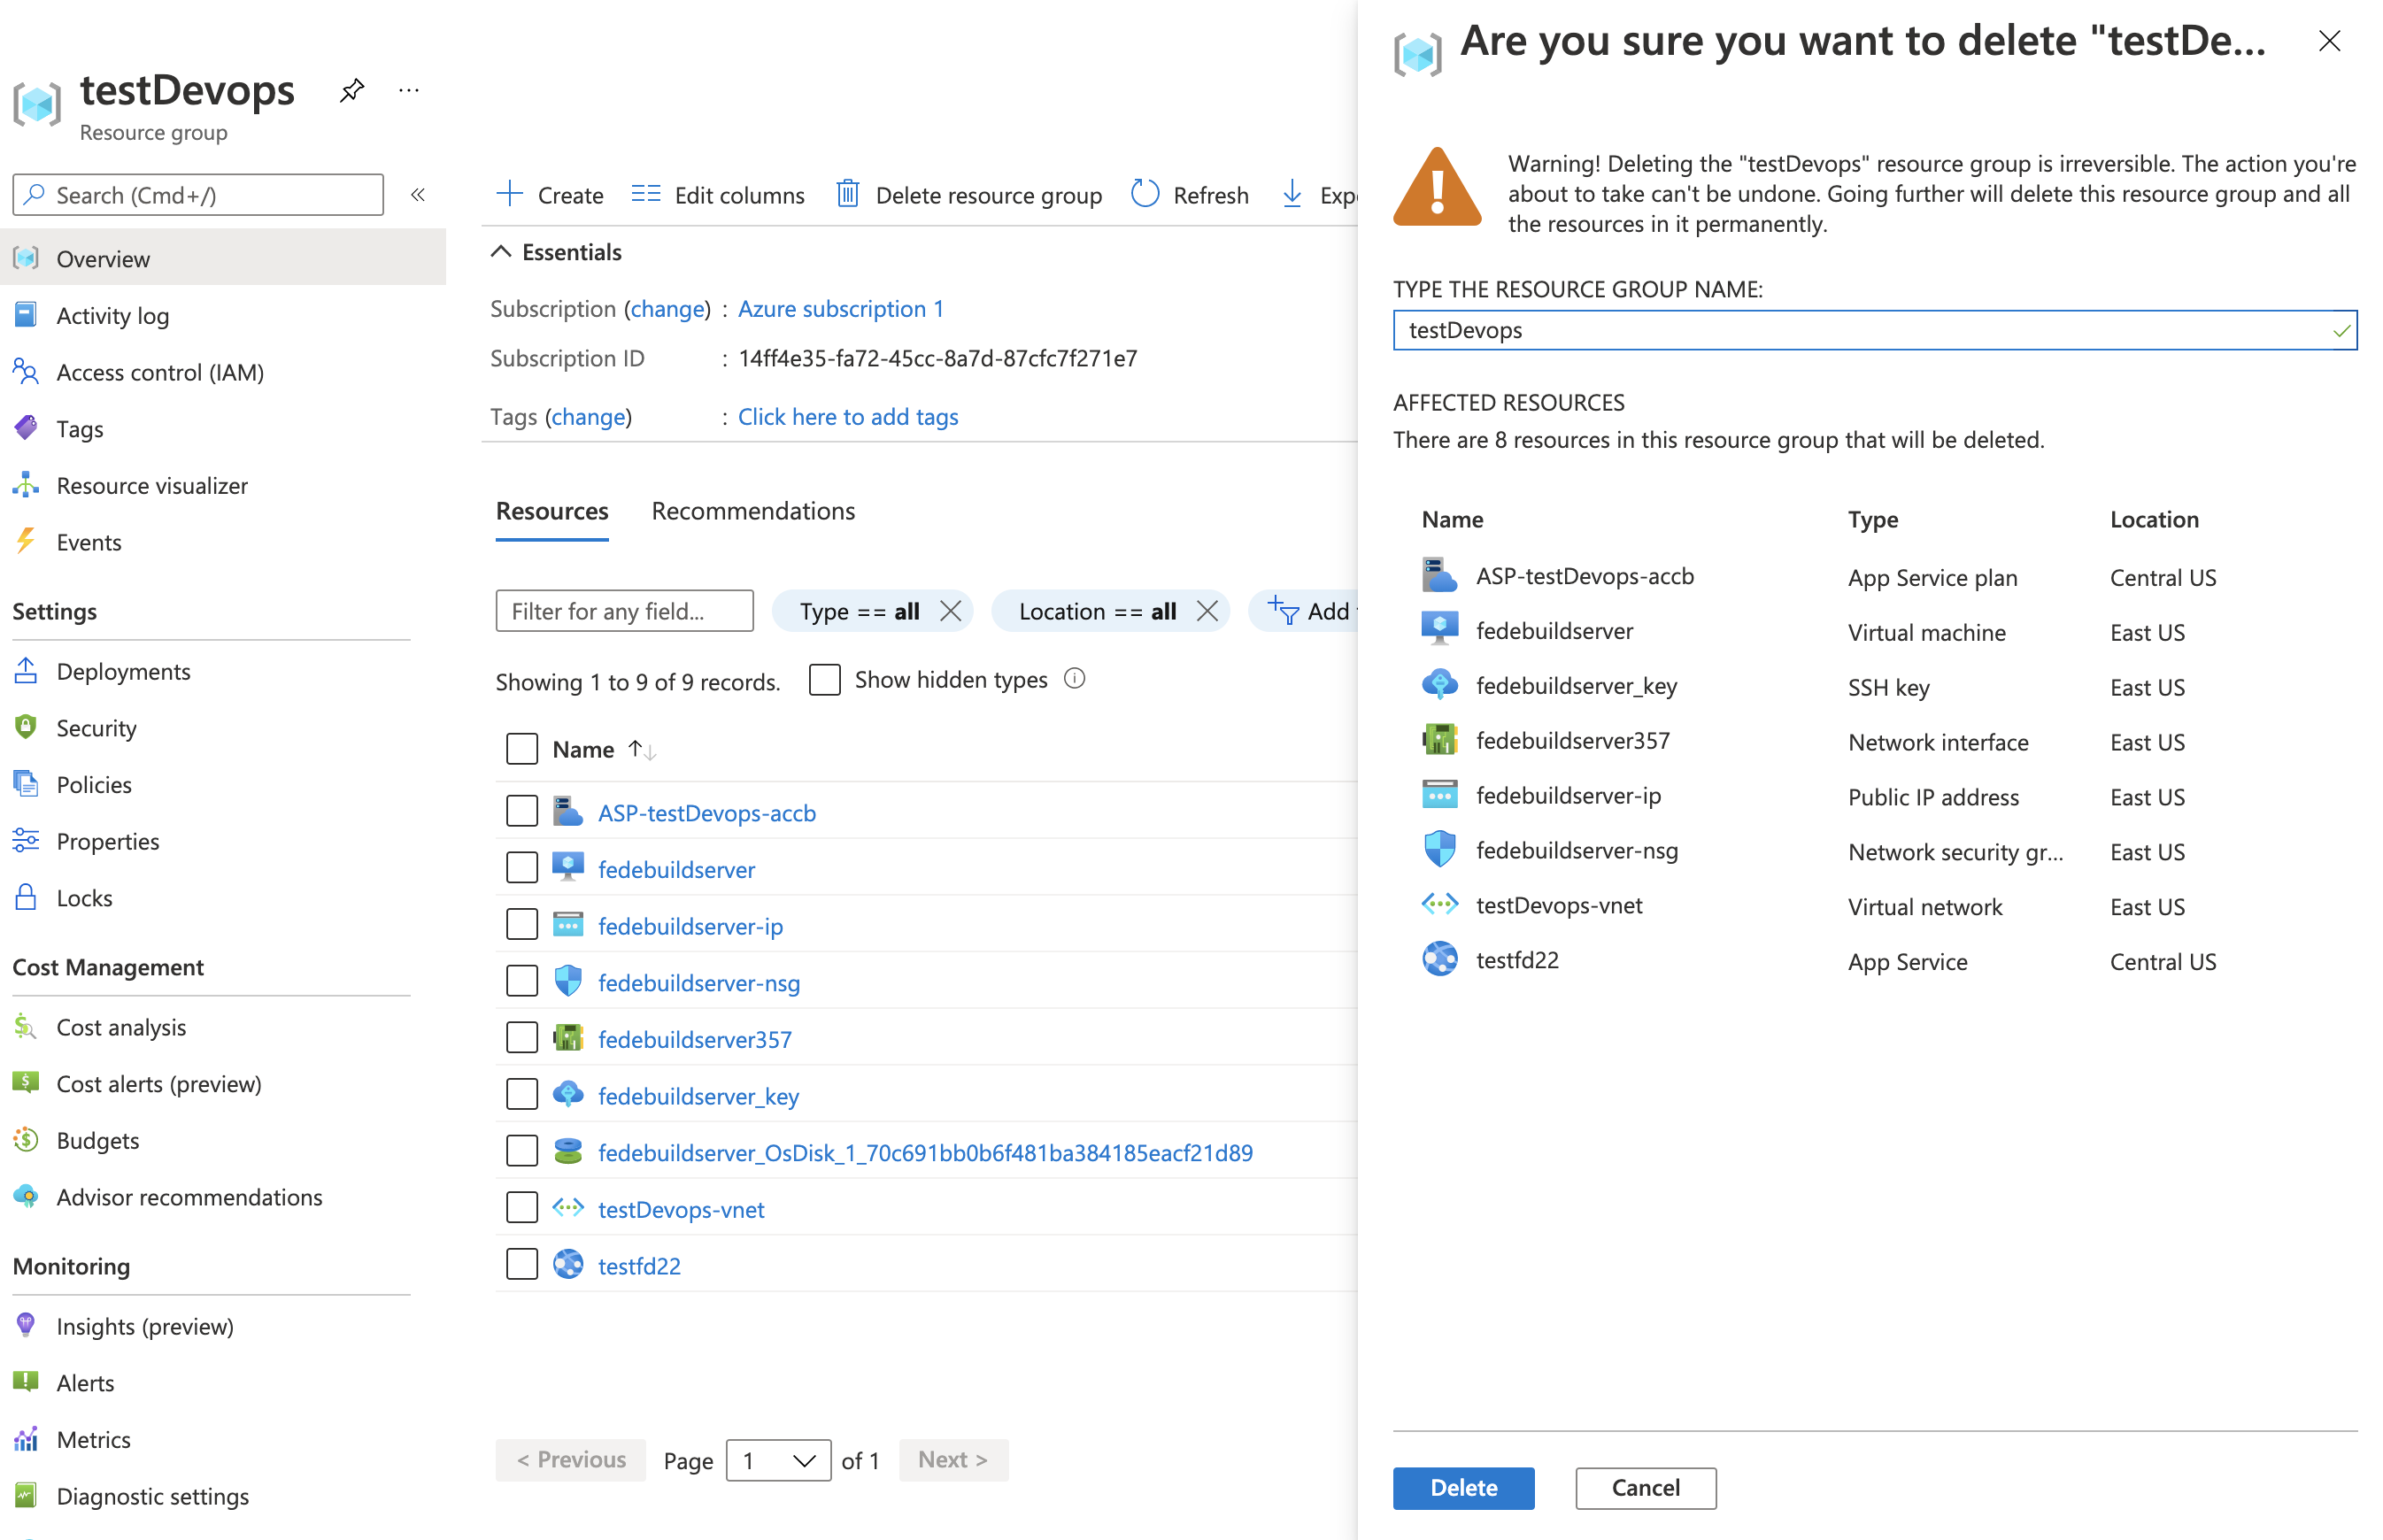 testDevops
Resource group
Search (Cmd+/)
Overview
Activity log
Access control (IAM)
Tags
Resource visualizer
Events
Settings
Deployments
Security
Policies
Properties
Locks
Cost Management
Cost analysis
Cost alerts (preview)
Budgets
Advisor recommendations
Monitoring
Insights (preview)
Alerts
Metrics
Diagnostic settings
Create Edit columns Delete resource group Refresh Expo
Essentials
Subscription (change) : Azure subscription 1
Subscription ID : 14ff4e35-fa72-45cc-8a7d-87cfc7f271e7
Tags (change) : Click here to add tags
Resources Recommendations
Filter for any field... Type == all Location == all Add
Showing 1 to 9 of 9 records. Show hidden types
Name
ASP-testDevops-accb
fedebuildserver
fedebuildserver-ip
fedebuildserver-nsg
fedebuildserver357
fedebuildserver_key
fedebuildserver_OsDisk_1_70c691bb0b6f481ba384185eacf21d89
testDevops-vnet
testfd22
< Previous Page 1 of 1 Next >
Are you sure you want to delete "testDe...
Warning! Deleting the "testDevops" resource group is irreversible. The action you're
about to take can't be undone. Going further will delete this resource group and all
the resources in it permanently.
TYPE THE RESOURCE GROUP NAME:
testDevops
AFFECTED RESOURCES
There are 8 resources in this resource group that will be deleted.
Name Type Location
ASP-testDevops-accb App Service plan Central US
fedebuildserver Virtual machine East US
fedebuildserver_key SSH key East US
fedebuildserver357 Network interface East US
fedebuildserver-ip Public IP address East US
fedebuildserver-nsg Network security gr... East US
testDevops-vnet Virtual network East US
testfd22 App Service Central US
Delete Cancel